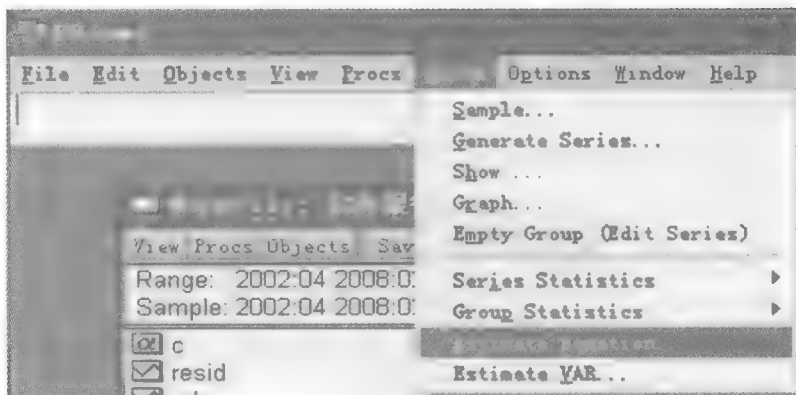 File Edit Objects View Procs Options Window Help
Sample...
Generate Series...
Show ...
Graph...
Empty Group (Edit Series)
Series Statistics
Group Statistics
Estimate VAR...
View Procs Objects Sav
Range: 2002:04 2008:0
Sample: 2002:04 2008:0
c
resid